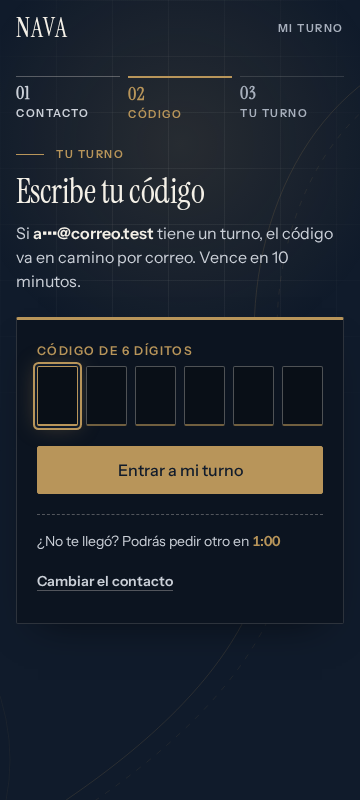 NAVA
MI TURNO
01
CONTACTO
02
CÓDIGO
03
TU TURNO
TU TURNO
Escribe tu código
Si a•••@correo.test tiene un turno, el código
va en camino por correo. Vence en 10
minutos.
CÓDIGO DE 6 DÍGITOS
Entrar a mi turno
¿No te llegó? Podrás pedir otro en 1:00
Cambiar el contacto